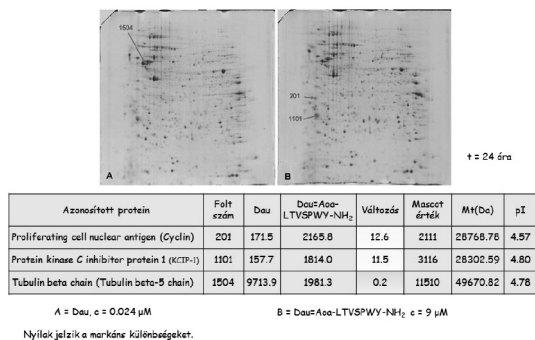 1504
201
1101
A
B
t = 24 óra
Azonosított protein Folt szám Dau Dau=Aoa-LTVSPWY-NH2 Változás Mascot érték Mt(Da) pI
Proliferating cell nuclear antigen (Cyclin) 201 171.5 2165.8 12.6 2111 28768.78 4.57
Protein kinase C inhibitor protein 1 (KCIP-1) 1101 157.7 1814.0 11.5 3116 28302.59 4.80
Tubulin beta chain (Tubulin beta-5 chain) 1504 9713.9 1981.3 0.2 11510 49670.82 4.78
A = Dau, c = 0.024 µM B = Dau=Aoa-LTVSPWY-NH2 c = 9 µM
Nyílak jelzik a markáns különbségeket.